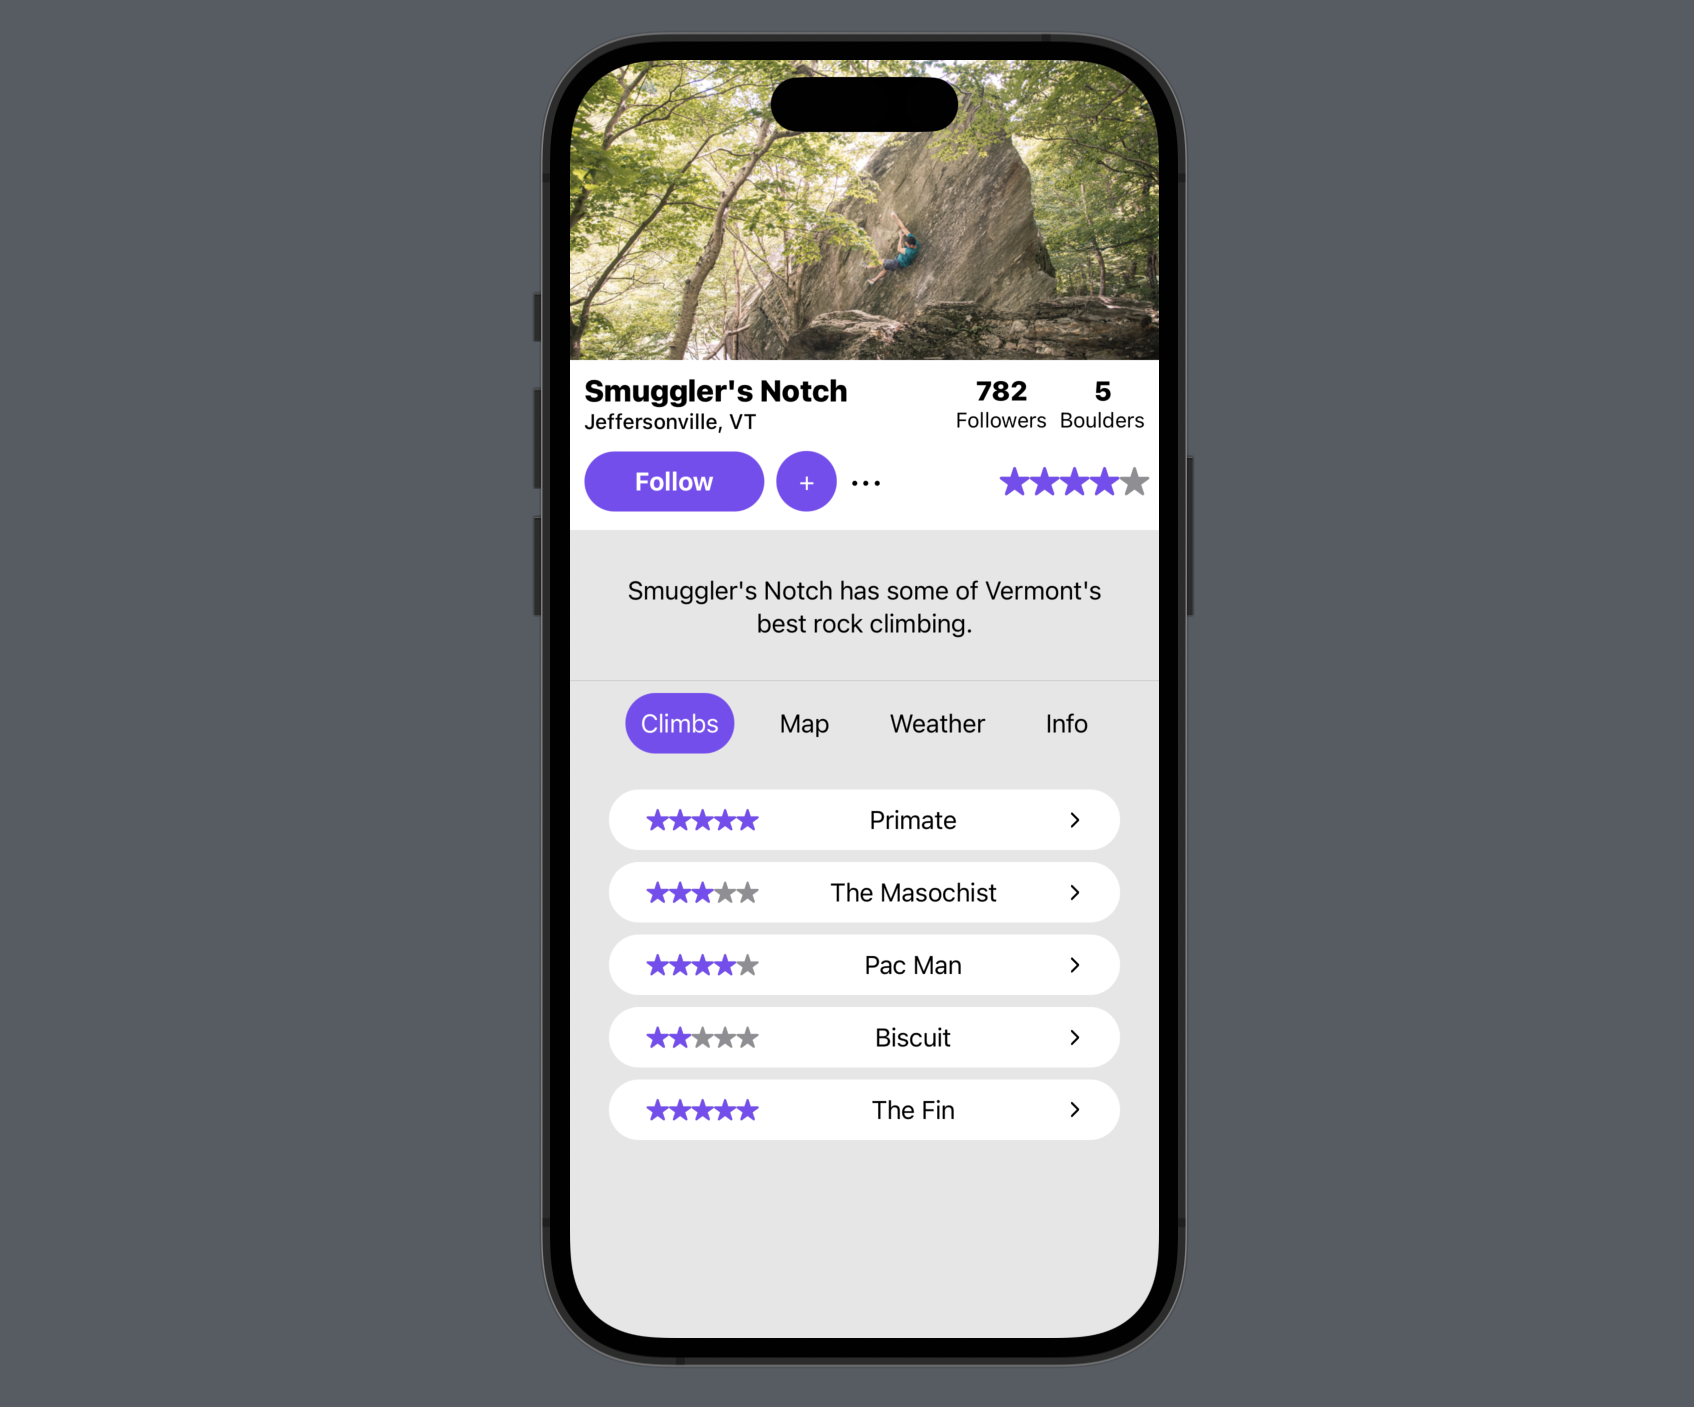 Smuggler's Notch
Jeffersonville, VT
782
Followers
5
Boulders
Follow
+
Smuggler's Notch has some of Vermont's
best rock climbing.
Climbs
Map
Weather
Info
Primate
The Masochist
Pac Man
Biscuit
The Fin